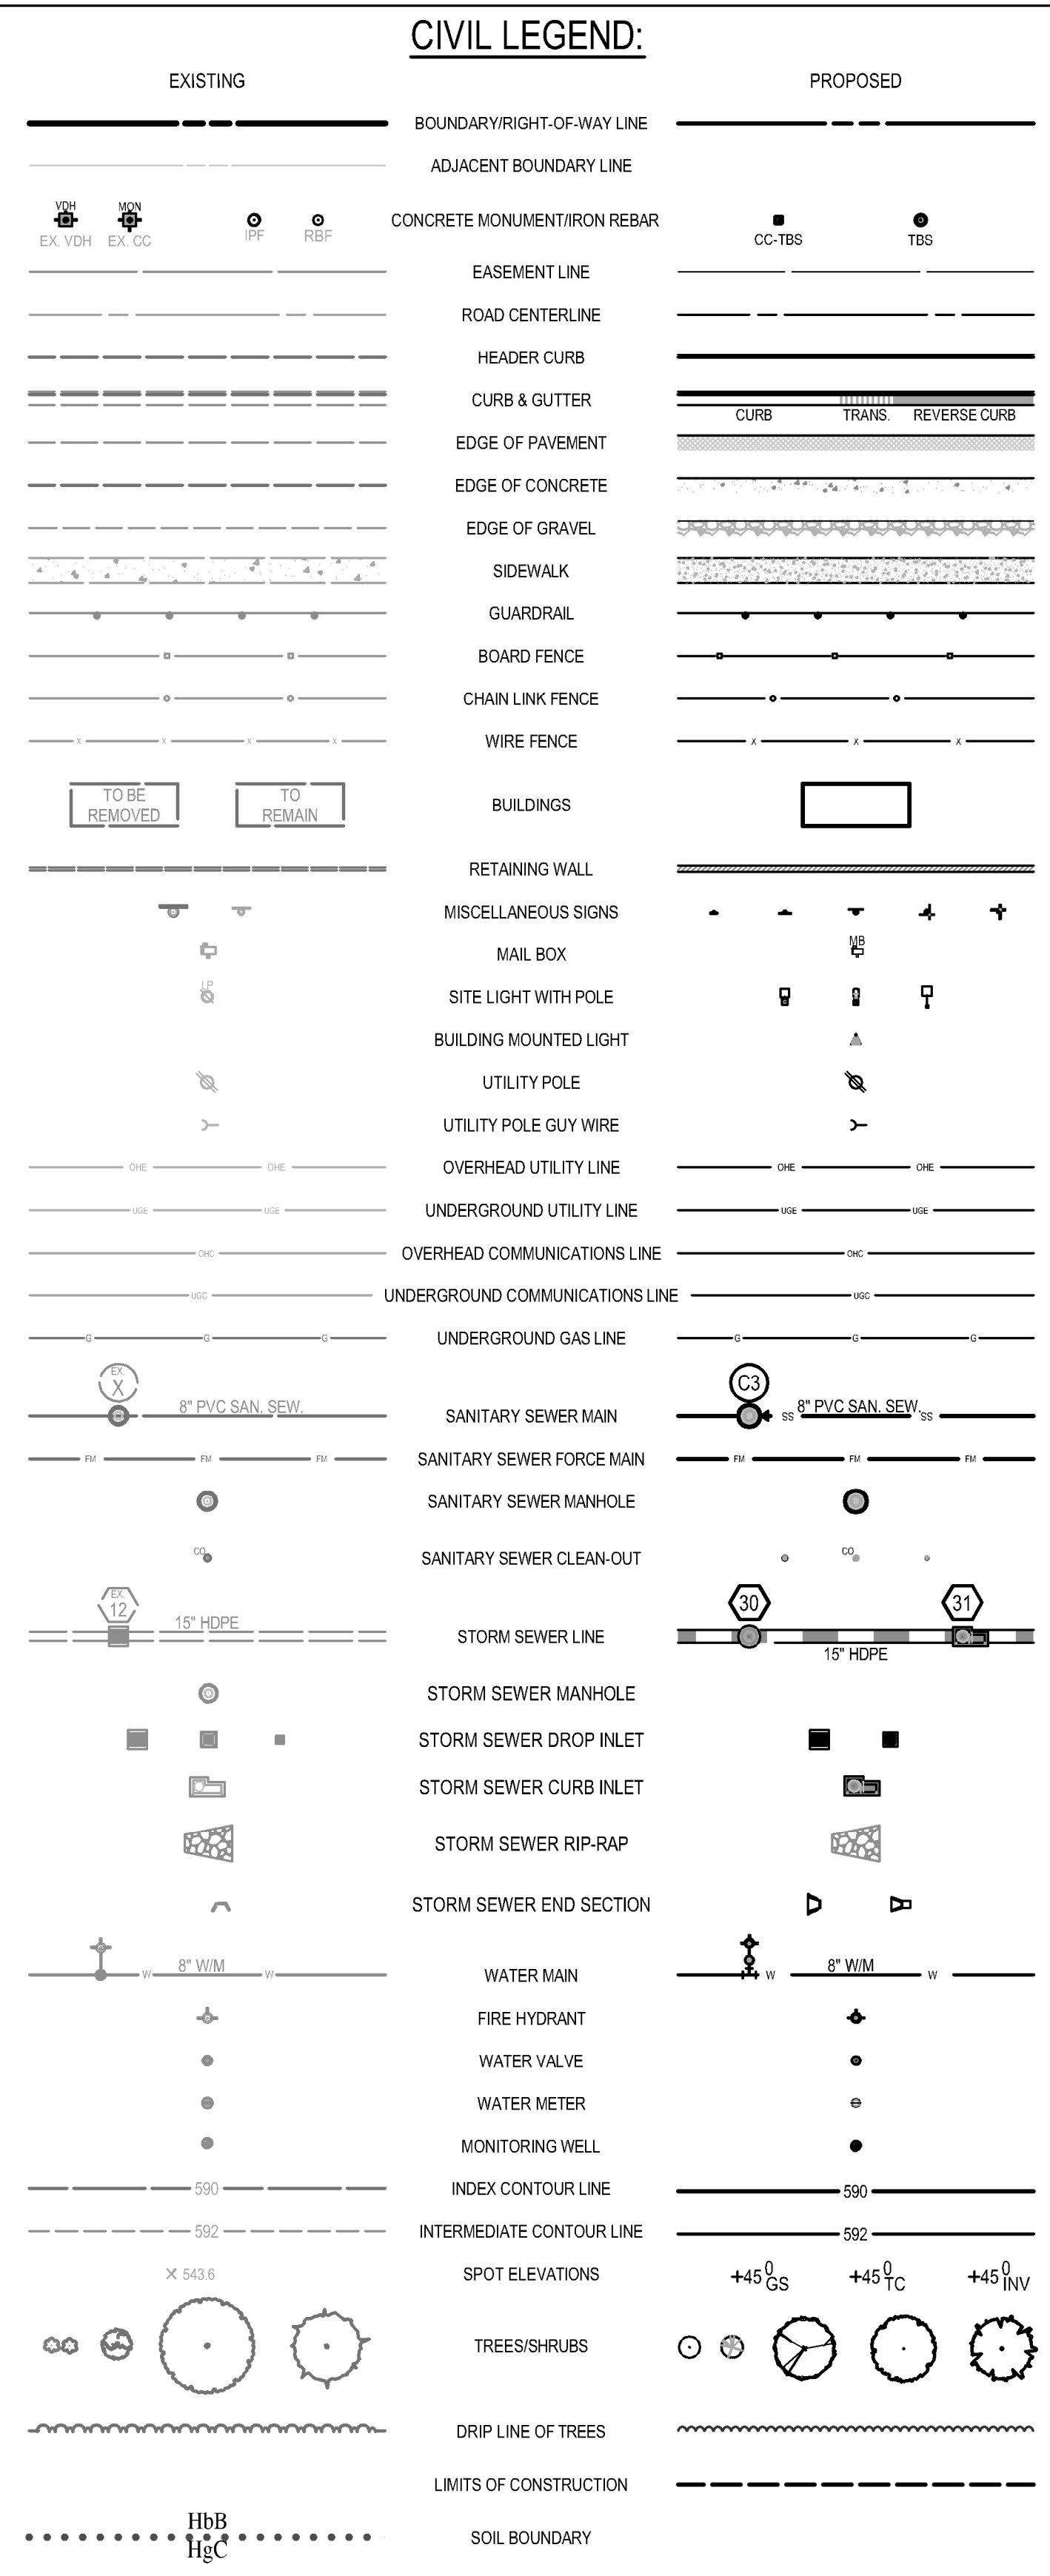 CIVIL LEGEND:
EXISTING
PROPOSED
BOUNDARY/RIGHT-OF-WAY LINE
ADJACENT BOUNDARY LINE
VDH MON
EX. VDH EX. CC IPF RBF
CONCRETE MONUMENT/IRON REBAR
CC-TBS TBS
EASEMENT LINE
ROAD CENTERLINE
HEADER CURB
CURB & GUTTER
CURB TRANS. REVERSE CURB
EDGE OF PAVEMENT
EDGE OF CONCRETE
EDGE OF GRAVEL
SIDEWALK
GUARDRAIL
BOARD FENCE
CHAIN LINK FENCE
X X X X WIRE FENCE X X X
TO BE
REMOVED
TO
REMAIN
BUILDINGS
RETAINING WALL
MISCELLANEOUS SIGNS
MAIL BOX
MB
LP
SITE LIGHT WITH POLE
BUILDING MOUNTED LIGHT
UTILITY POLE
UTILITY POLE GUY WIRE
OHE OHE OVERHEAD UTILITY LINE OHE OHE
UGE UGE UNDERGROUND UTILITY LINE UGE UGE
OHC OVERHEAD COMMUNICATIONS LINE OHC
UGC UNDERGROUND COMMUNICATIONS LINE UGC
G G G UNDERGROUND GAS LINE G G G
EX.
X
8" PVC SAN. SEW.
SANITARY SEWER MAIN
C3
SS 8" PVC SAN. SEW. SS
FM FM FM SANITARY SEWER FORCE MAIN FM FM FM
SANITARY SEWER MANHOLE
CO SANITARY SEWER CLEAN-OUT CO
EX.
12
15" HDPE
STORM SEWER LINE
30 31
15" HDPE
STORM SEWER MANHOLE
STORM SEWER DROP INLET
STORM SEWER CURB INLET
STORM SEWER RIP-RAP
STORM SEWER END SECTION
8" W/M
W W WATER MAIN
8" W/M
W W
FIRE HYDRANT
WATER VALVE
WATER METER
MONITORING WELL
590 INDEX CONTOUR LINE 590
592 INTERMEDIATE CONTOUR LINE 592
543.6 SPOT ELEVATIONS
+45 0 GS +45 0 TC +45 0 INV
TREES/SHRUBS
DRIP LINE OF TREES
LIMITS OF CONSTRUCTION
HbB
HgC
SOIL BOUNDARY